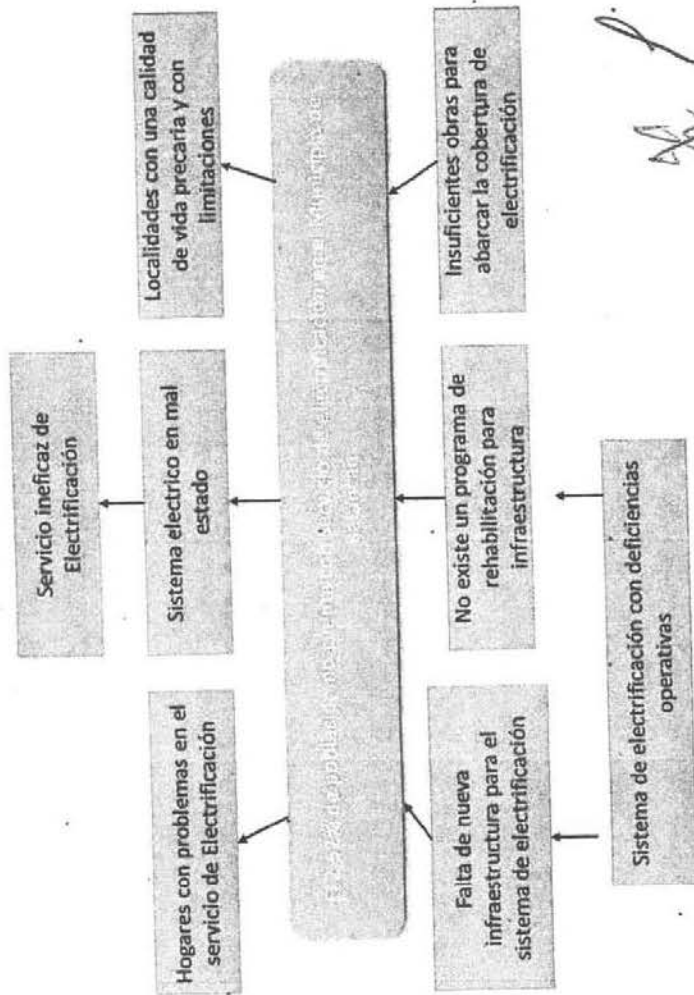 Servicio ineficaz de
Electrificación
Hogares con problemas en el
servicio de Electrificación
Sistema electrico en mal
estado
Localidades con una calidad
de vida precaria y con
limitaciones
Falta de nueva
infraestructura para el
sistema de electrificación
No existe un programa de
rehabilitación para
infraestructura
Insuficientes obras para
abarcar la cobertura de
electrificación
Sistema de electrificación con deficiencias
operativas